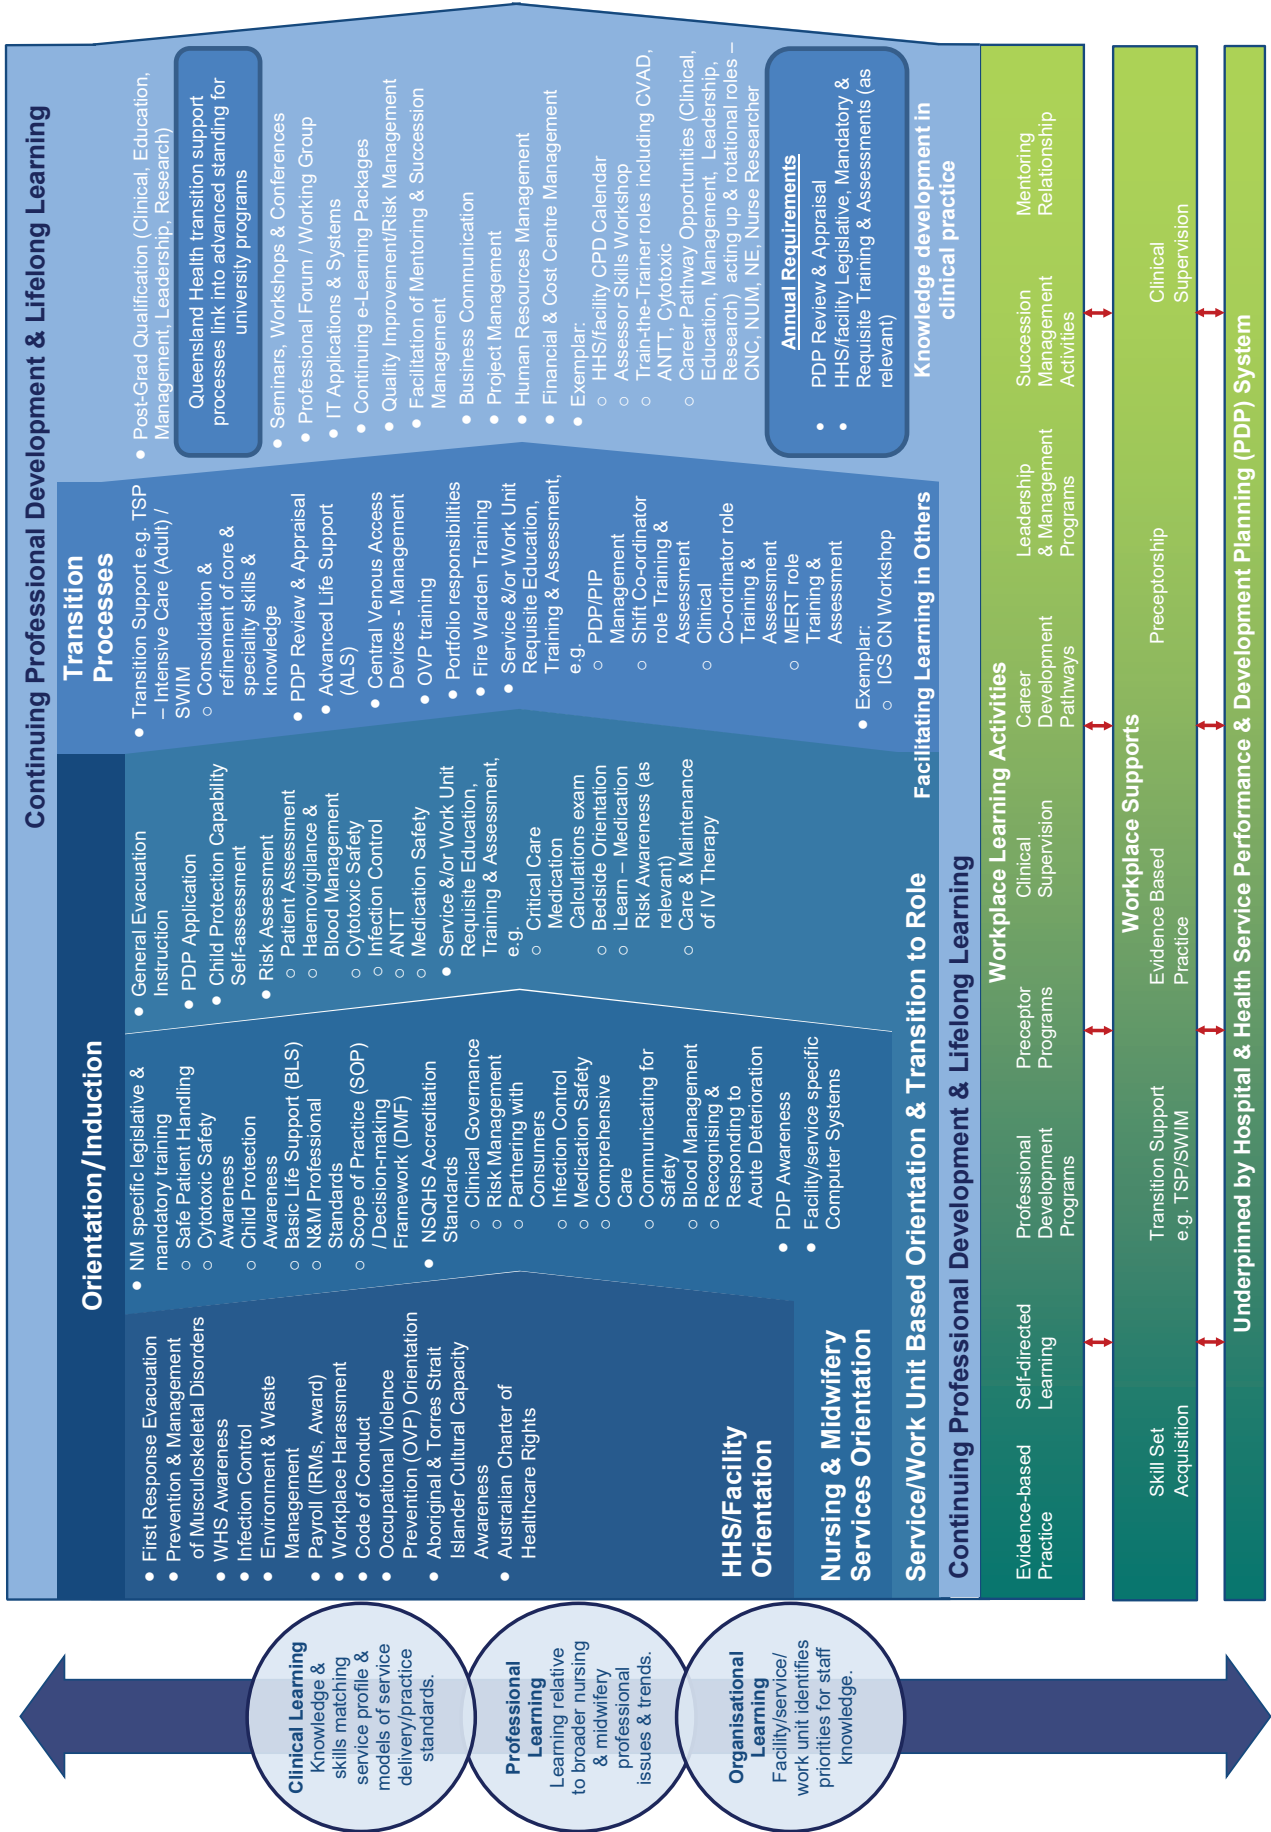 Continuing Professional Development & Lifelong Learning
Orientation/Induction
Transition
Processes
Clinical Learning
Knowledge &
skills matching
service profile &
models of service
delivery/practice
standards.
Professional
Learning
Learning relative
to broader nursing
& midwifery
professional
issues & trends.
Organisational
Learning
Facility/service/
work unit identifies
priorities for staff
knowledge.
• First Response Evacuation
• Prevention & Management
of Musculoskeletal Disorders
• WHS Awareness
• Infection Control
• Environment & Waste
Management
• Payroll (IRMs, Award)
• Workplace Harassment
• Code of Conduct
• Occupational Violence
Prevention (OVP) Orientation
• Aboriginal & Torres Strait
Islander Cultural Capacity
Awareness
• Australian Charter of
Healthcare Rights
HHS/Facility
Orientation
• NM specific legislative &
mandatory training
○ Safe Patient Handling
○ Cytotoxic Safety
Awareness
○ Child Protection
Awareness
○ Basic Life Support (BLS)
○ N&M Professional
Standards
○ Scope of Practice (SOP)
/ Decision-making
Framework (DMF)
• NSQHS Accreditation
Standards
○ Clinical Governance
○ Risk Management
○ Partnering with
Consumers
○ Infection Control
○ Medication Safety
○ Comprehensive
Care
○ Communicating for
Safety
○ Blood Management
○ Recognising &
Responding to
Acute Deterioration
• PDP Awareness
• Facility/service specific
Computer Systems
Nursing & Midwifery
Services Orientation
• General Evacuation
Instruction
• PDP Application
• Child Protection Capability
Self-assessment
• Risk Assessment
○ Patient Assessment
○ Haemovigilance &
Blood Management
○ Cytotoxic Safety
○ Infection Control
○ ANTT
○ Medication Safety
• Service &/or Work Unit
Requisite Education,
Training & Assessment,
e.g.
○ Critical Care
Medication
Calculations exam
○ Bedside Orientation
○ iLearn – Medication
Risk Awareness (as
relevant)
○ Care & Maintenance
of IV Therapy
Service/Work Unit Based Orientation & Transition to Role
• Transition Support e.g. TSP
– Intensive Care (Adult) /
SWIM
○ Consolidation &
refinement of core &
speciality skills &
knowledge
• PDP Review & Appraisal
• Advanced Life Support
(ALS)
• Central Venous Access
Devices - Management
• OVP training
• Portfolio responsibilities
• Fire Warden Training
• Service &/or Work Unit
Requisite Education,
Training & Assessment,
e.g.
○ PDP/PIP
Management
○ Shift Co-ordinator
role Training &
Assessment
○ Clinical
Co-ordinator role
Training &
Assessment
○ MERT role
Training &
Assessment
• Exemplar:
○ ICS CN Workshop
Facilitating Learning in Others
• Post-Grad Qualification (Clinical, Education,
Management, Leadership, Research)
Queensland Health transition support
processes link into advanced standing for
university programs
• Seminars, Workshops & Conferences
• Professional Forum / Working Group
• IT Applications & Systems
• Continuing e-Learning Packages
• Quality Improvement/Risk Management
• Facilitation of Mentoring & Succession
Management
• Business Communication
• Project Management
• Human Resources Management
• Financial & Cost Centre Management
• Exemplar:
○ HHS/facility CPD Calendar
○ Assessor Skills Workshop
○ Train-the-Trainer roles including CVAD,
ANTT, Cytotoxic
○ Career Pathway Opportunities (Clinical,
Education, Management, Leadership,
Research) acting up & rotational roles –
CNC, NUM, NE, Nurse Researcher
Annual Requirements
• PDP Review & Appraisal
• HHS/facility Legislative, Mandatory &
Requisite Training & Assessments (as
relevant)
Knowledge development in
clinical practice
Continuing Professional Development & Lifelong Learning
Workplace Learning Activities
Evidence-based
Practice
Self-directed
Learning
Professional
Development
Programs
Preceptor
Programs
Clinical
Supervision
Career
Development
Pathways
Leadership
& Management
Programs
Succession
Management
Activities
Mentoring
Relationship
Workplace Supports
Skill Set
Acquisition
Transition Support
e.g. TSP/SWIM
Evidence Based
Practice
Preceptorship
Clinical
Supervision
Underpinned by Hospital & Health Service Performance & Development Planning (PDP) System